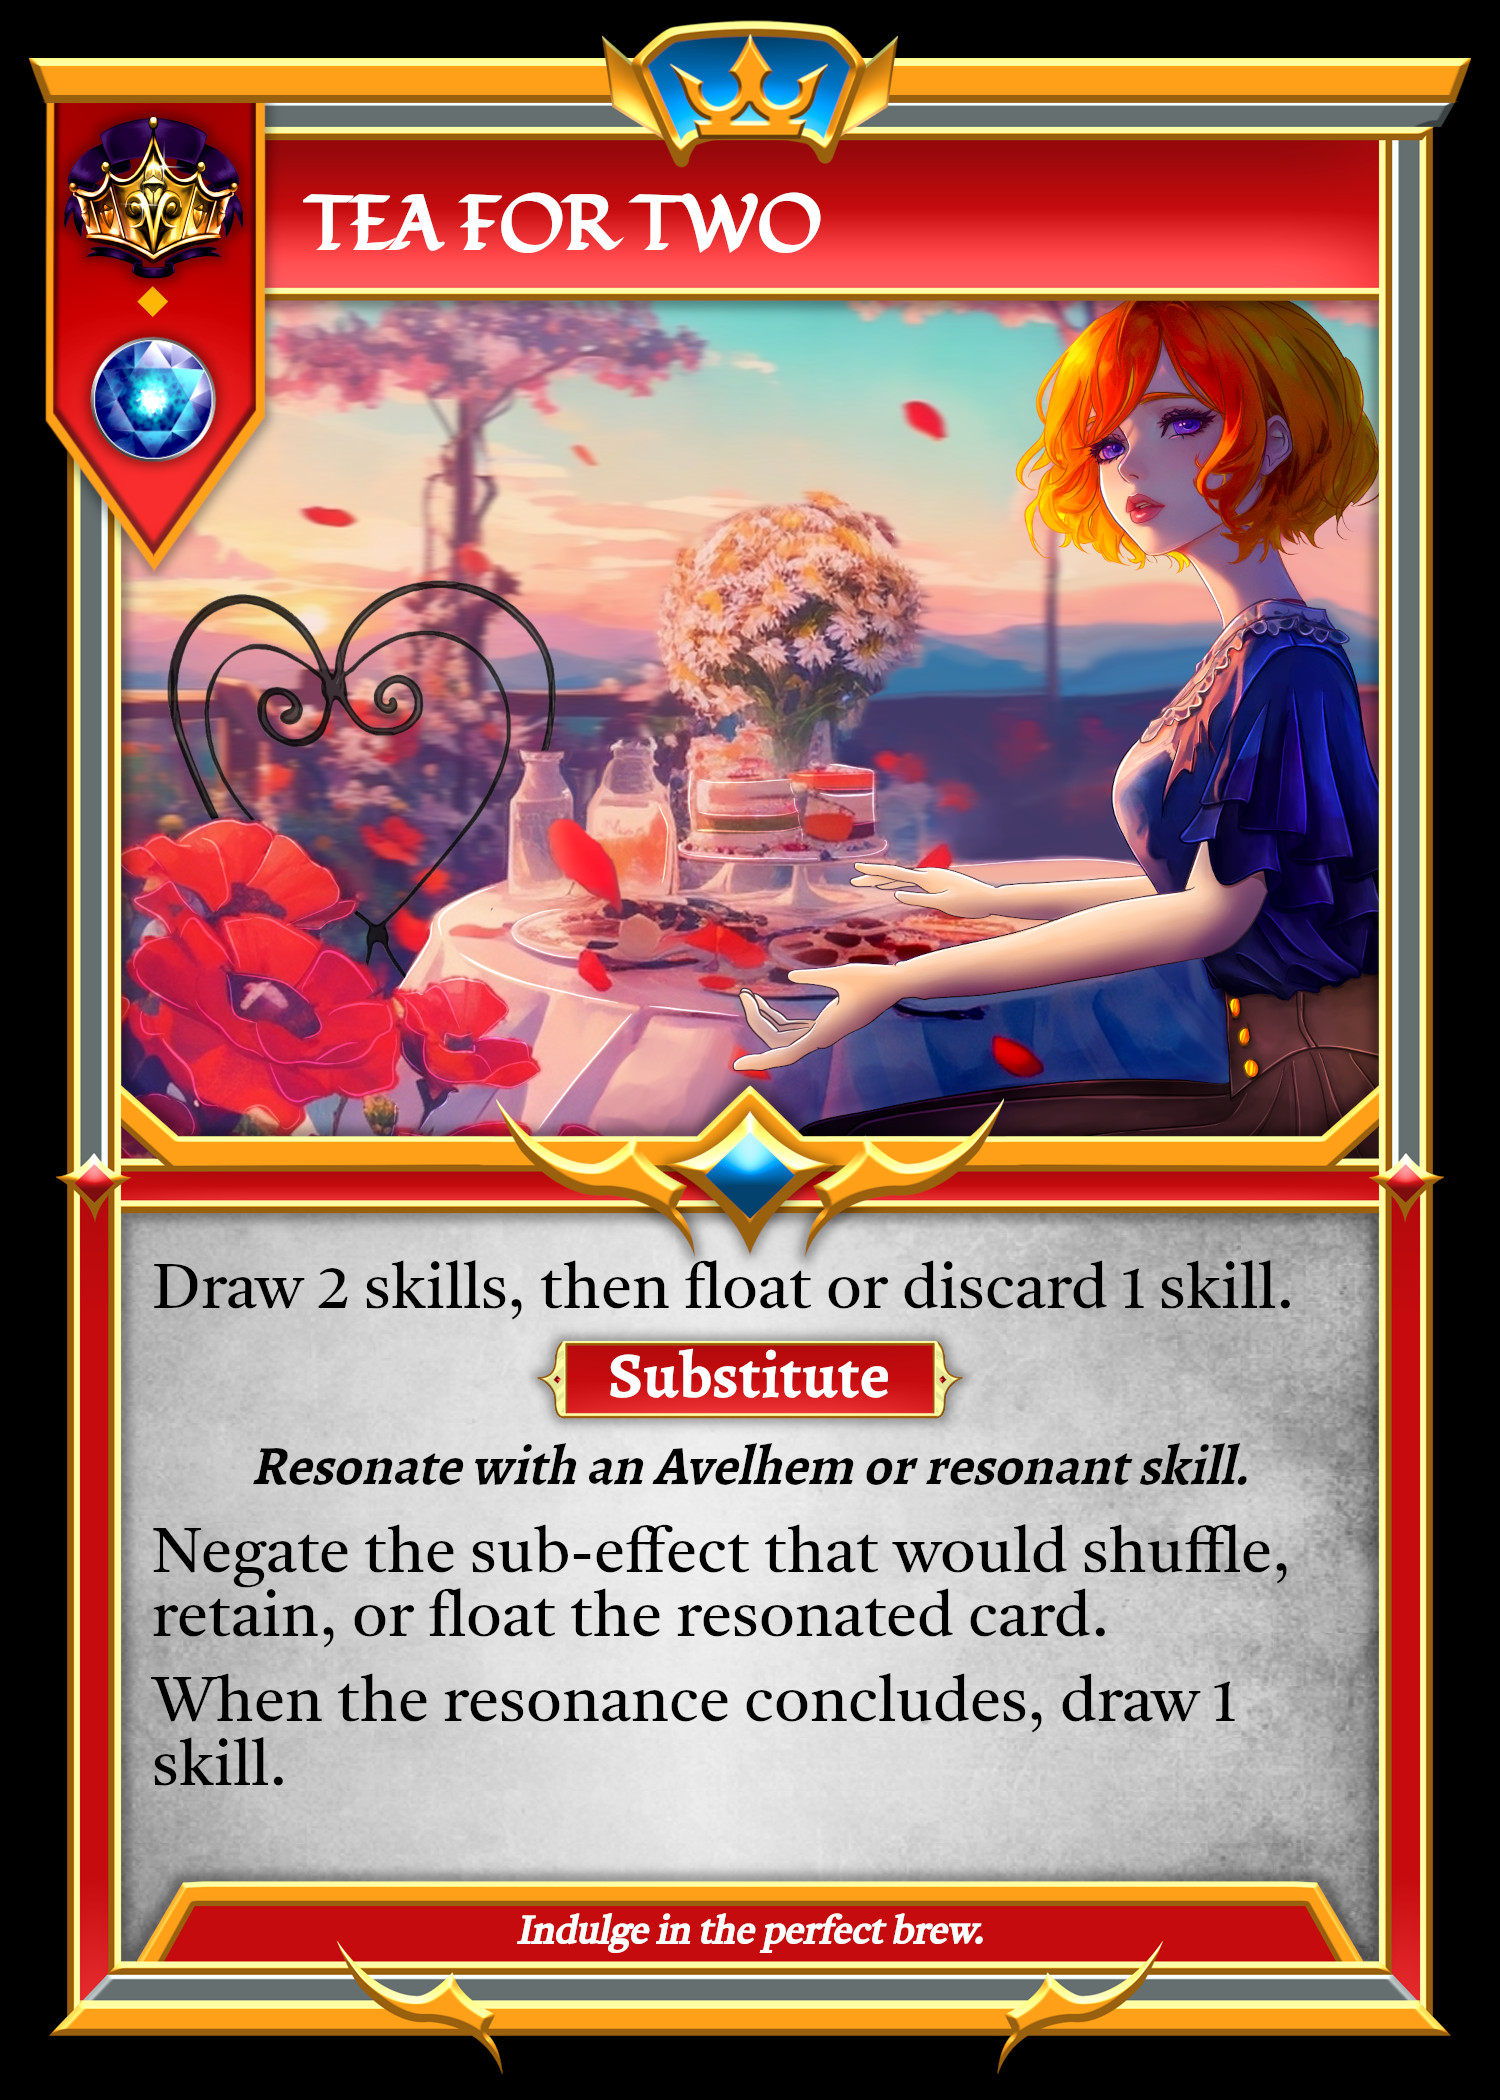 TEA FOR TWO
Draw 2 skills, then float or discard 1 skill.
Substitute
Resonate with an Avelhem or resonant skill.
Negate the sub-effect that would shuffle,
retain, or float the resonated card.
When the resonance concludes, draw 1
skill.
Indulge in the perfect brew.